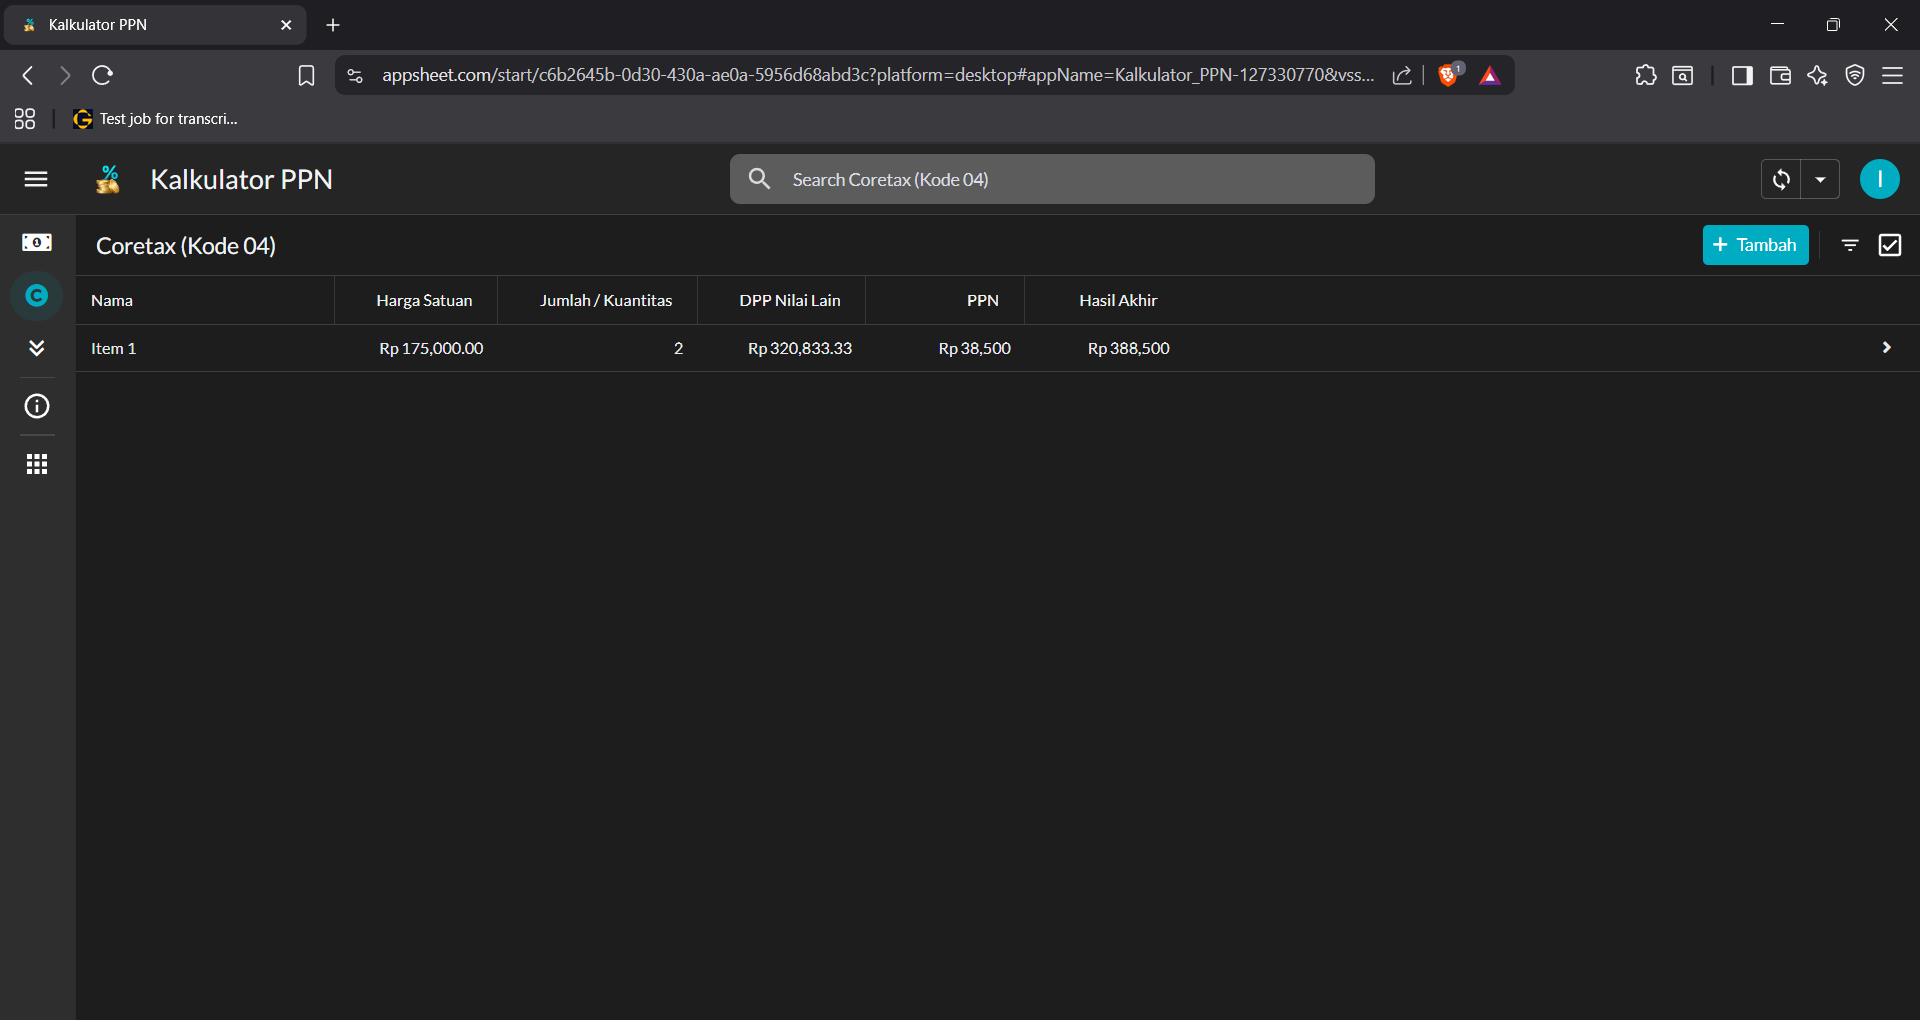 Kalkulator PPN
appsheet.com/start/c6b2645b-0d30-430a-ae0a-5956d68abd3c?platform=desktop#appName=Kalkulator_PPN-127330770&vss...
1
Test job for transcri...
% Kalkulator PPN
Search Coretax (Kode 04)
I
Coretax (Kode 04)
+ Tambah
C
Nama Harga Satuan Jumlah / Kuantitas DPP Nilai Lain PPN Hasil Akhir
Item 1 Rp 175,000.00 2 Rp 320,833.33 Rp 38,500 Rp 388,500